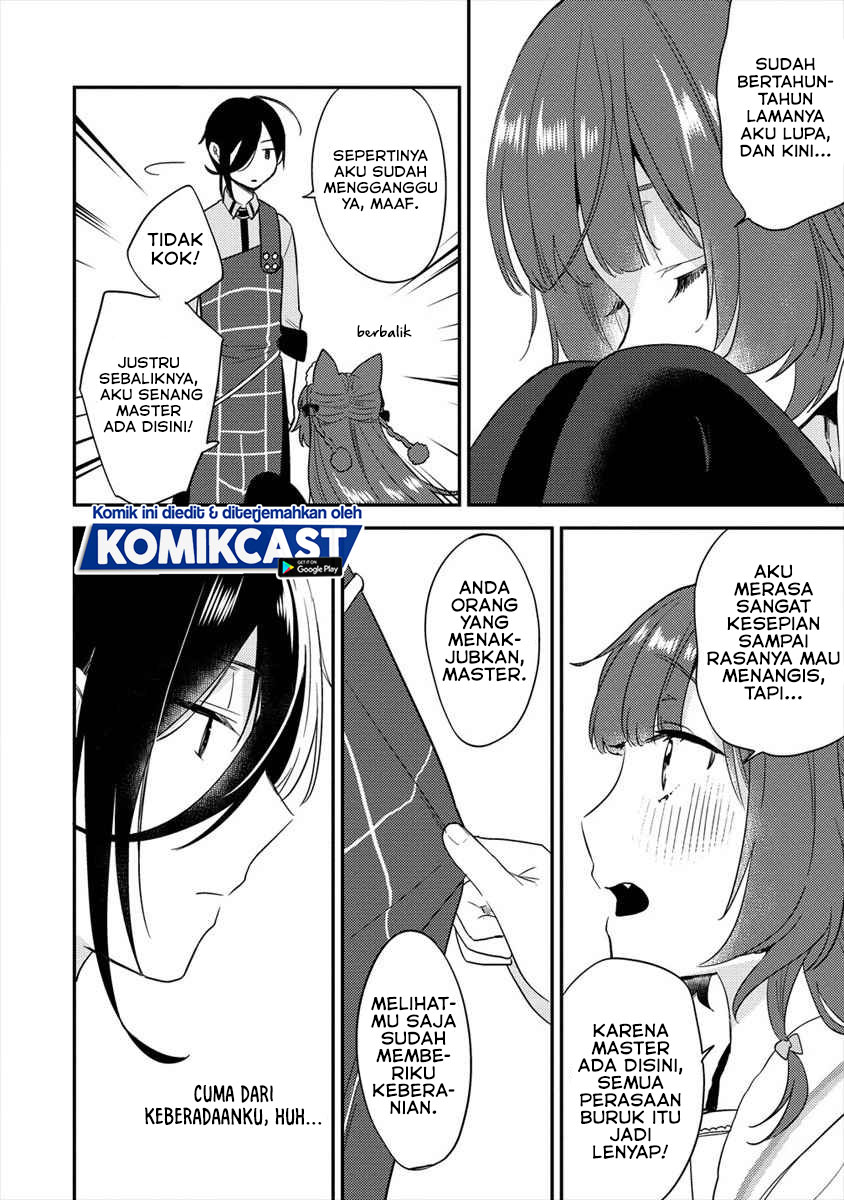 SUDAH
BERTAHUN-
TAHUN
LAMANYA
AKU LUPA,
DAN KINI...
SEPERTINYA
AKU SUDAH
MENGGANGGU
YA, MAAF.
TIDAK
KOK!
berbalik
JUSTRU
SEBALIKNYA,
AKU SENANG
MASTER
ADA DISINI!
Komik ini diedit & diterjemahkan oleh
KOMIKCAST
GET IT ON
Google Play
AKU
MERASA
SANGAT
KESEPIAN
SAMPAI
RASANYA MAU
MENANGIS,
TAPI...
KARENA
MASTER
ADA DISINI,
SEMUA
PERASAAN
BURUK ITU
JADI
LENYAP!
ANDA
ORANG
YANG
MENAK-
JUBKAN,
MASTER.
MELIHAT-
MU SAJA
SUDAH
MEMBE-
RIKU
KEBERA-
NIAN.
CUMA DARI
KEBERADAANKU, HUH...